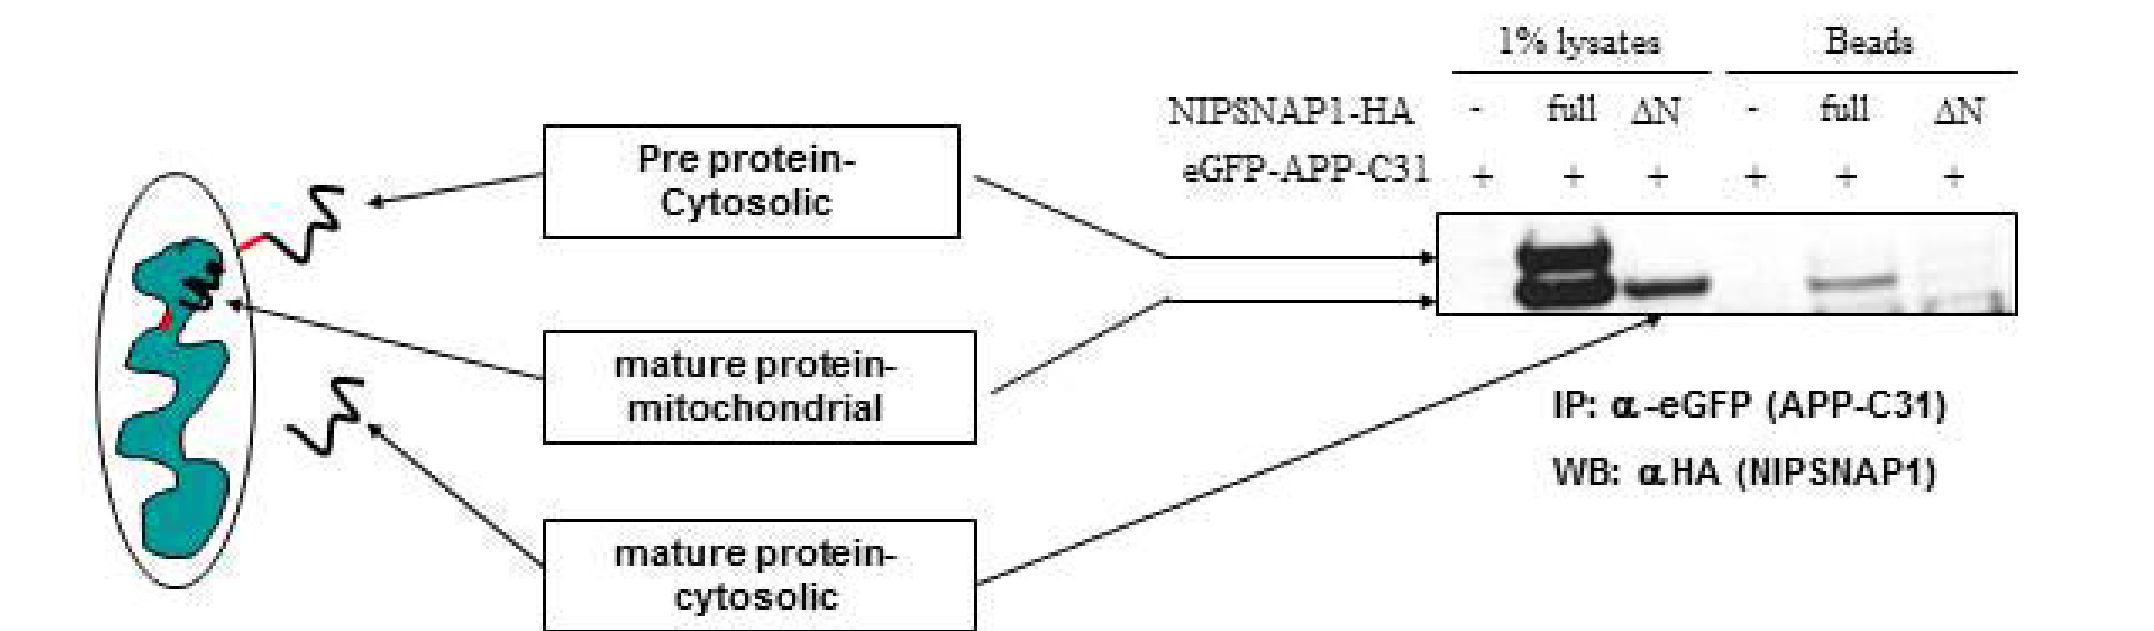 1% lysates Beads
NIPSNAP1-HA - full ΔN - full ΔN
eGFP-APP-C31 + + + + + +
Pre protein-
Cytosolic
mature protein-
mitochondrial
mature protein-
cytosolic
IP: α-eGFP (APP-C31)
WB: αHA (NIPSNAP1)